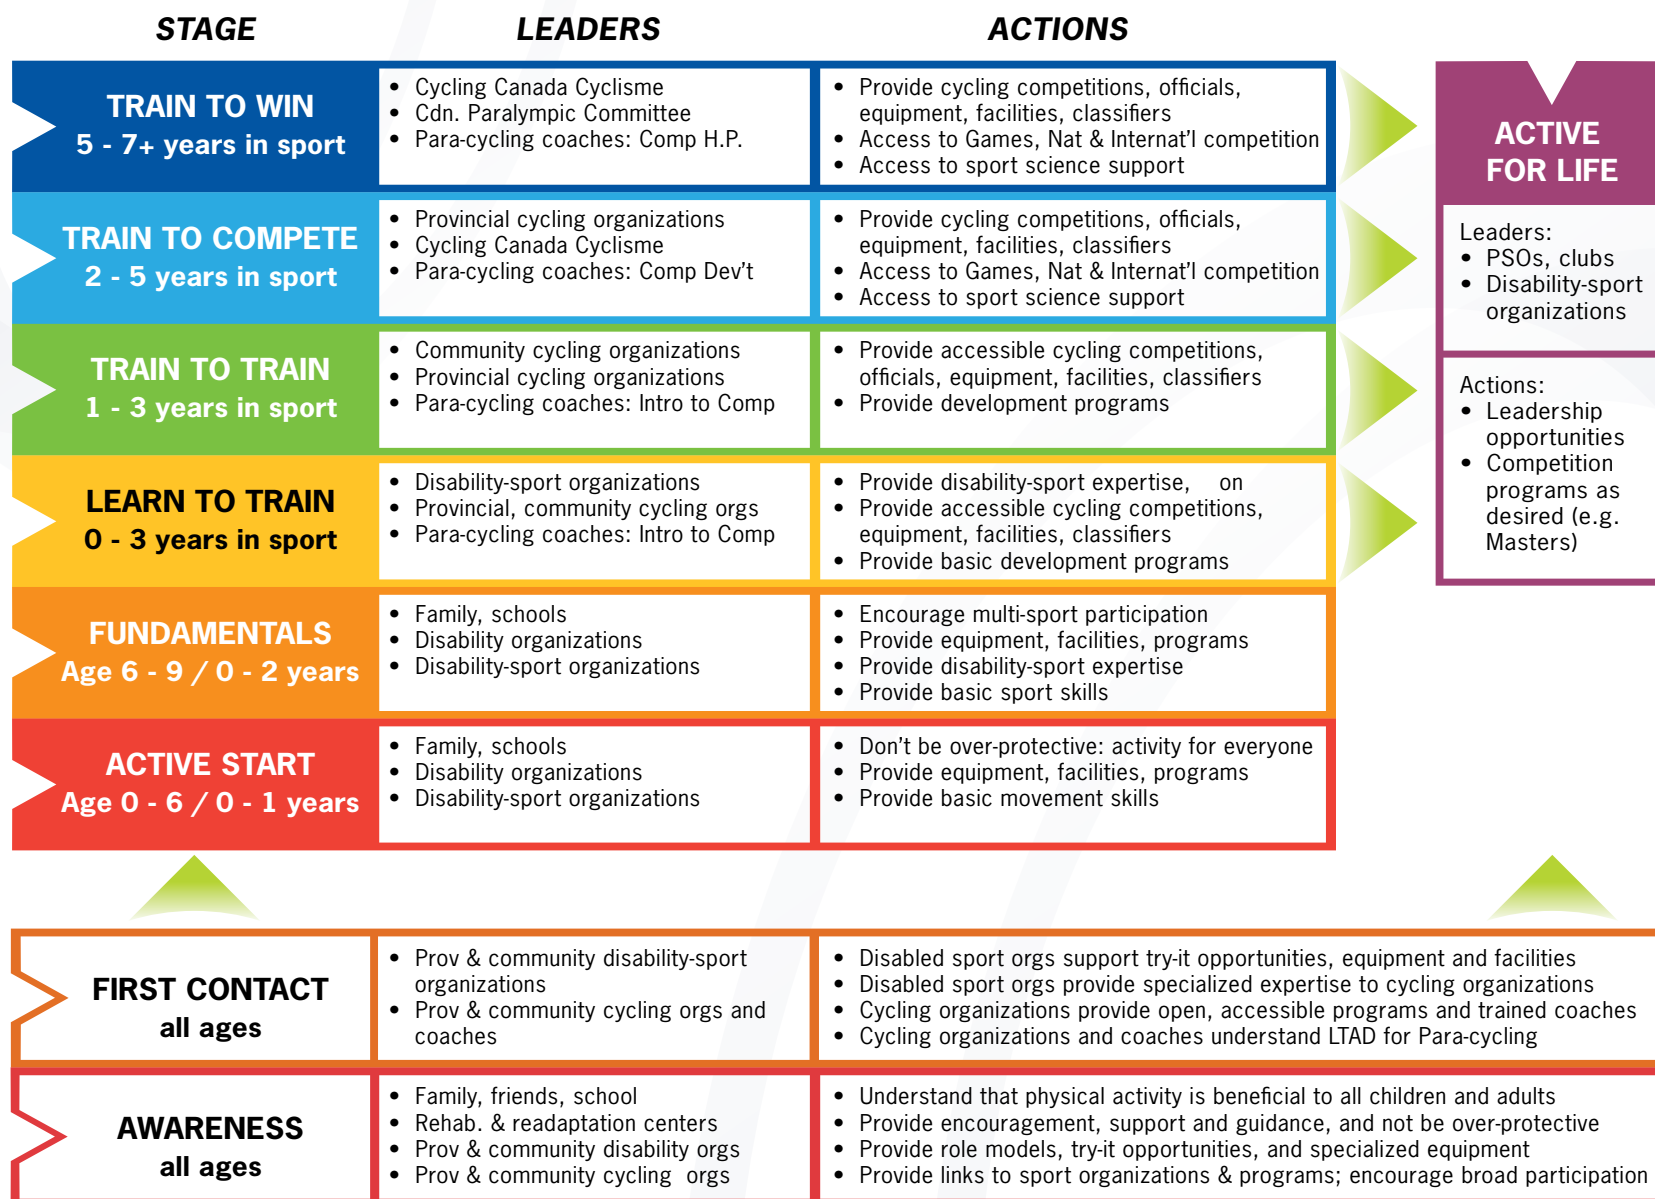 STAGE
LEADERS
ACTIONS
TRAIN TO WIN
5 - 7+ years in sport
• Cycling Canada Cyclisme
• Cdn. Paralympic Committee
• Para-cycling coaches: Comp H.P.
• Provide cycling competitions, officials,
equipment, facilities, classifiers
• Access to Games, Nat & Internat'l competition
• Access to sport science support
TRAIN TO COMPETE
2 - 5 years in sport
• Provincial cycling organizations
• Cycling Canada Cyclisme
• Para-cycling coaches: Comp Dev't
• Provide cycling competitions, officials,
equipment, facilities, classifiers
• Access to Games, Nat & Internat'l competition
• Access to sport science support
TRAIN TO TRAIN
1 - 3 years in sport
• Community cycling organizations
• Provincial cycling organizations
• Para-cycling coaches: Intro to Comp
• Provide accessible cycling competitions,
officials, equipment, facilities, classifiers
• Provide development programs
LEARN TO TRAIN
0 - 3 years in sport
• Disability-sport organizations
• Provincial, community cycling orgs
• Para-cycling coaches: Intro to Comp
• Provide disability-sport expertise, on
• Provide accessible cycling competitions,
equipment, facilities, classifiers
• Provide basic development programs
FUNDAMENTALS
Age 6 - 9 / 0 - 2 years
• Family, schools
• Disability organizations
• Disability-sport organizations
• Encourage multi-sport participation
• Provide equipment, facilities, programs
• Provide disability-sport expertise
• Provide basic sport skills
ACTIVE START
Age 0 - 6 / 0 - 1 years
• Family, schools
• Disability organizations
• Disability-sport organizations
• Don't be over-protective: activity for everyone
• Provide equipment, facilities, programs
• Provide basic movement skills
ACTIVE
FOR LIFE
Leaders:
• PSOs, clubs
• Disability-sport
organizations
Actions:
• Leadership
opportunities
• Competition
programs as
desired (e.g.
Masters)
FIRST CONTACT
all ages
• Prov & community disability-sport
organizations
• Prov & community cycling orgs and
coaches
• Disabled sport orgs support try-it opportunities, equipment and facilities
• Disabled sport orgs provide specialized expertise to cycling organizations
• Cycling organizations provide open, accessible programs and trained coaches
• Cycling organizations and coaches understand LTAD for Para-cycling
AWARENESS
all ages
• Family, friends, school
• Rehab. & readaptation centers
• Prov & community disability orgs
• Prov & community cycling orgs
• Understand that physical activity is beneficial to all children and adults
• Provide encouragement, support and guidance, and not be over-protective
• Provide role models, try-it opportunities, and specialized equipment
• Provide links to sport organizations & programs; encourage broad participation